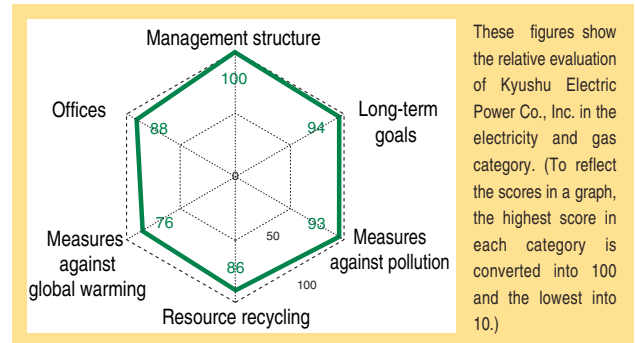 Management structure
100
Offices
88
94
Long-term
goals
0
76
93
50
Measures
against
global warming
Measures
against pollution
86
100
Resource recycling
These figures show
the relative evaluation
of Kyushu Electric
Power Co., Inc. in the
electricity and gas
category. (To reflect
the scores in a graph,
the highest score in
each category is
converted into 100
and the lowest into
10.)